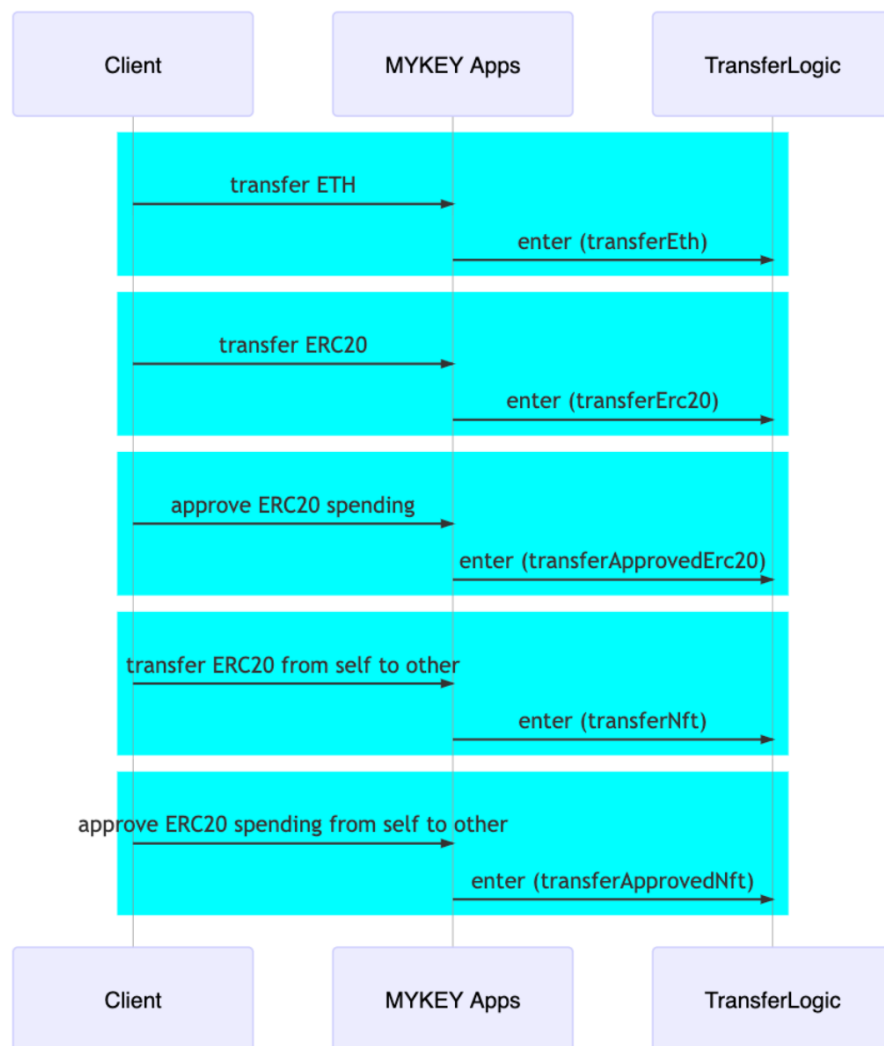 Client
MYKEY Apps
TransferLogic
transfer ETH
enter (transferEth)
transfer ERC20
enter (transferErc20)
approve ERC20 spending
enter (transferApprovedErc20)
transfer ERC20 from self to other
enter (transferNft)
approve ERC20 spending from self to other
enter (transferApprovedNft)
Client
MYKEY Apps
TransferLogic